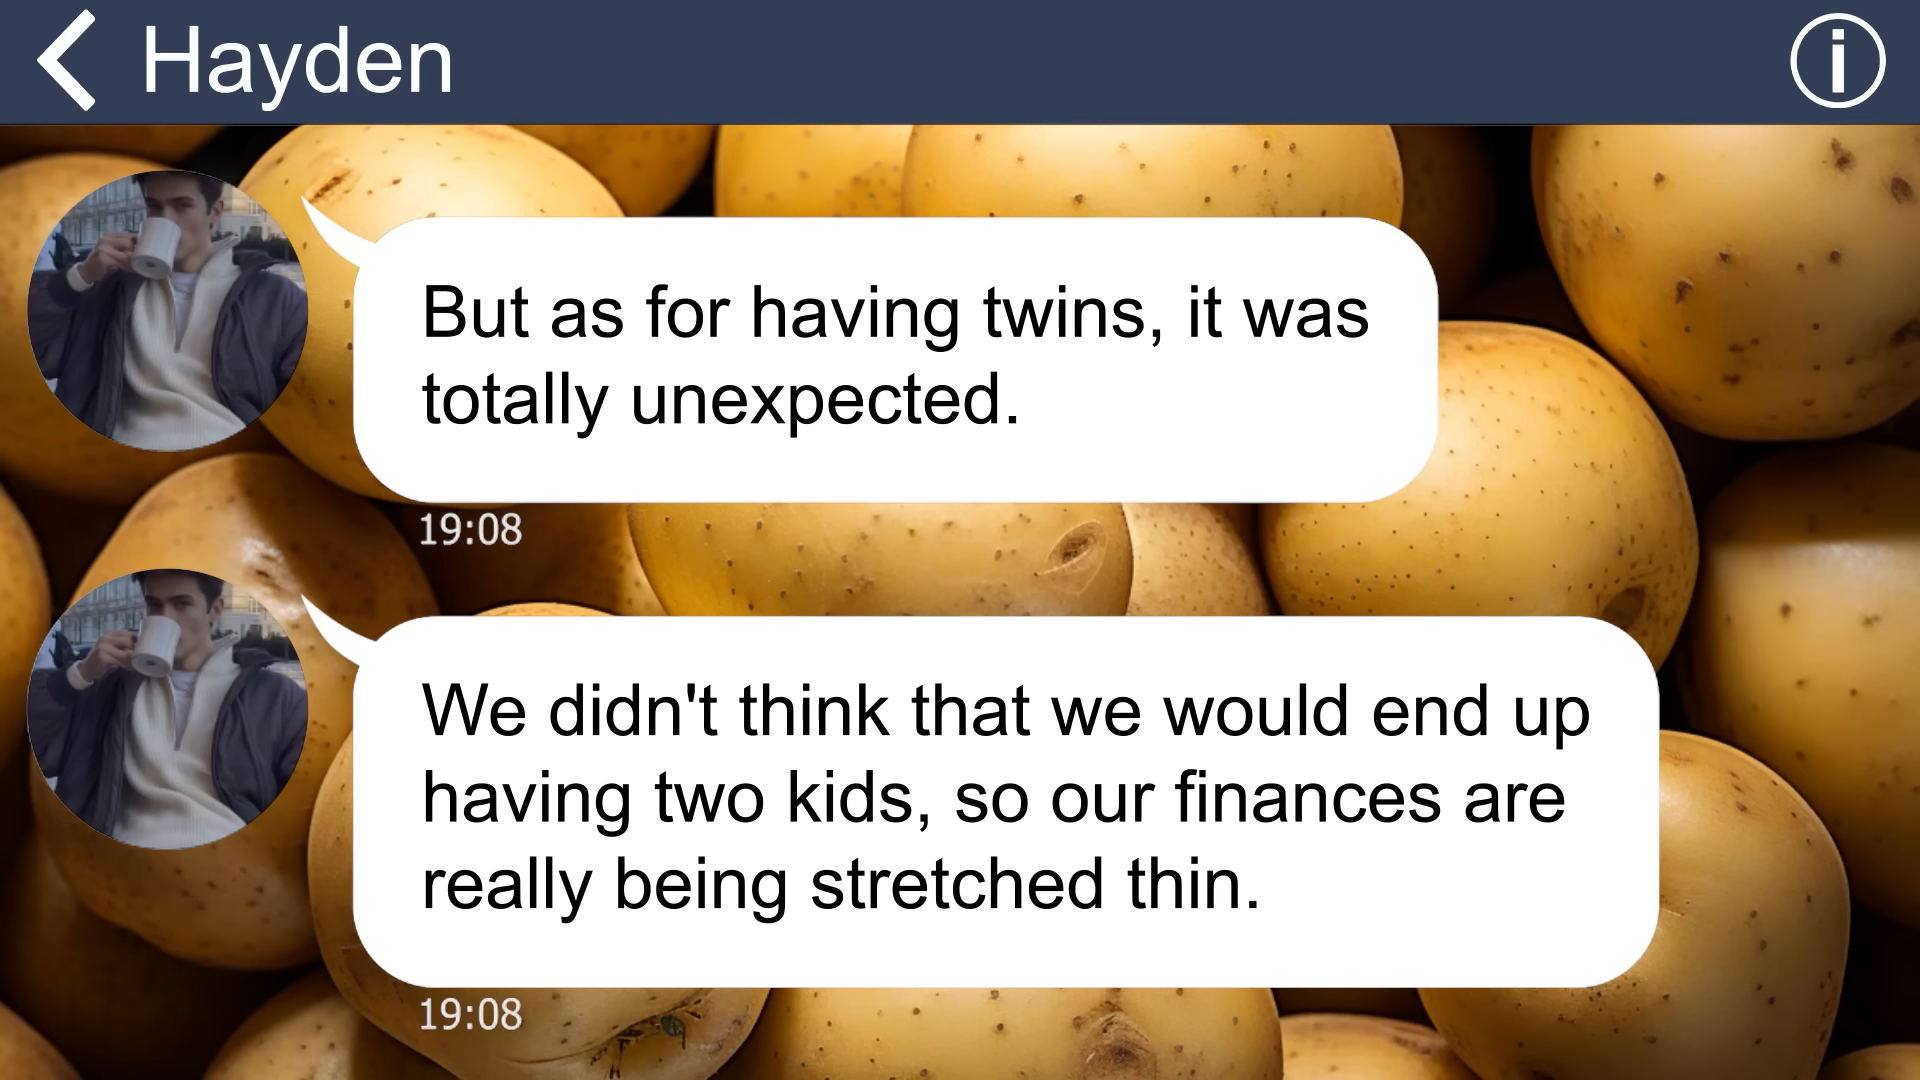 Hayden
But as for having twins, it was
totally unexpected.
19:08
We didn't think that we would end up
having two kids, so our finances are
really being stretched thin.
19:08